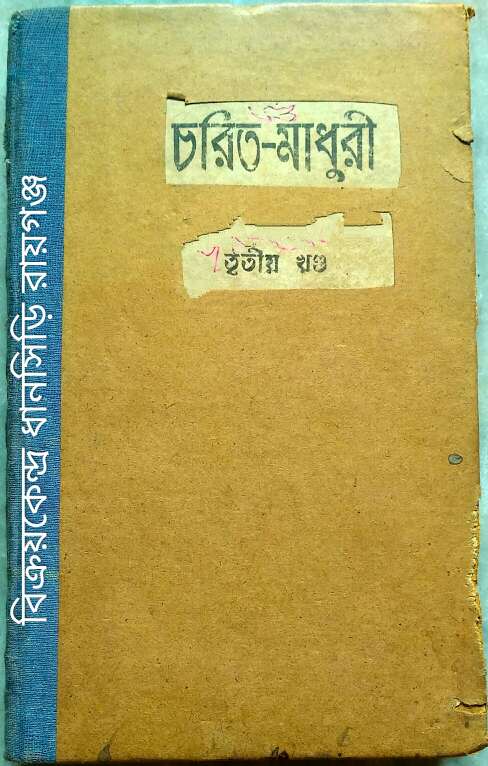 চরিত-মাধুরী
তৃতীয় খণ্ড
বিক্রয়কেন্দ্র ধানসিড়ি রায়গঞ্জ